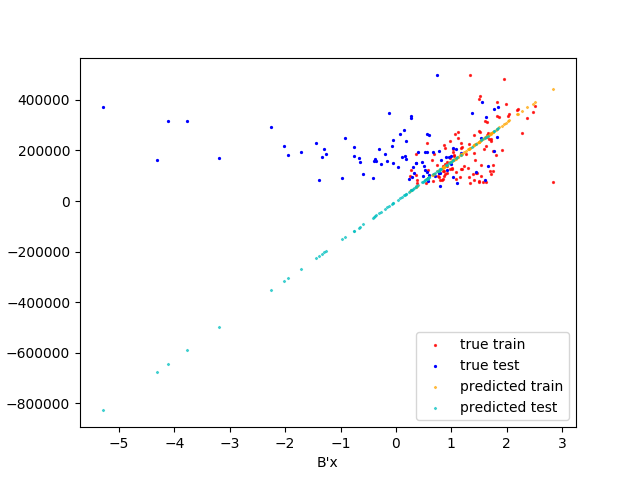 400000
200000
0
−200000
−400000
−600000
−800000
−5 −4 −3 −2 −1 0 1 2 3
B'x
true train
true test
predicted train
predicted test